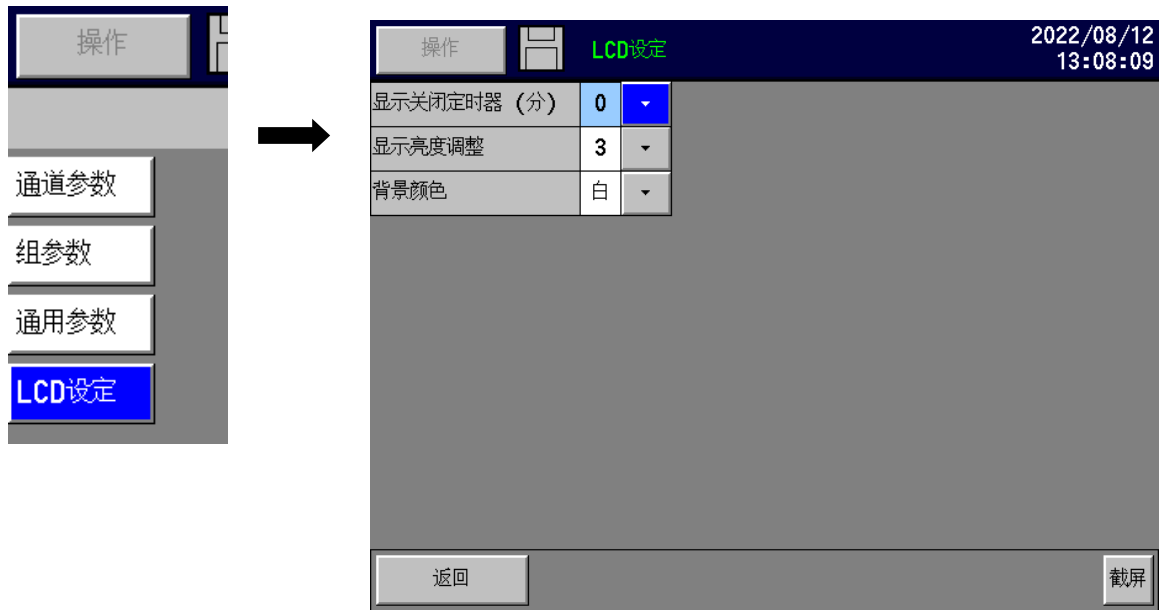 操作
通道参数
组参数
通用参数
LCD设定
操作
LCD设定
2022/08/12
13:08:09
显示关闭定时器 (分) 0
显示亮度调整 3
背景颜色 白
返回
截屏